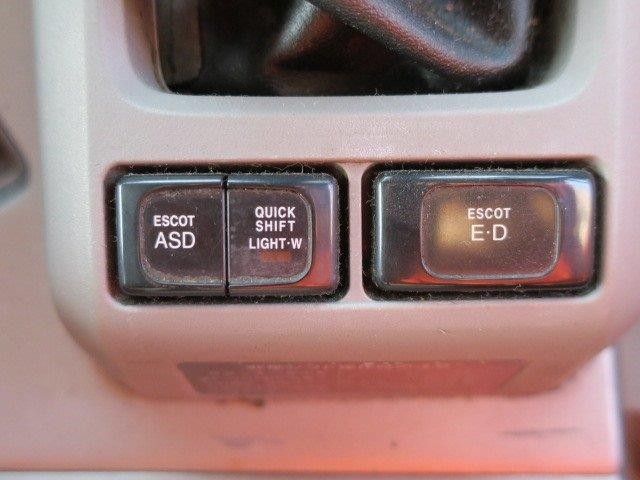 ESCOT
ASD
QUICK
SHIFT
LIGHT·W
ESCOT
E·D